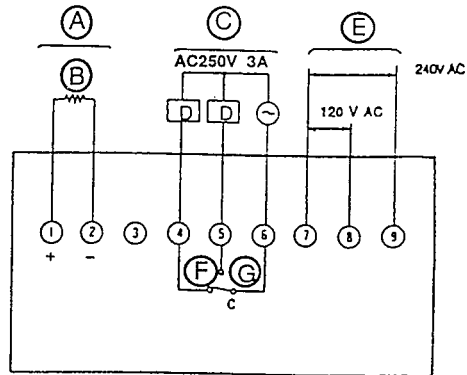 A C E
B AC250V 3A 240V AC
D D ~ 120 V AC
1 2 3 4 5 6 7 8 9
+ - F G
C